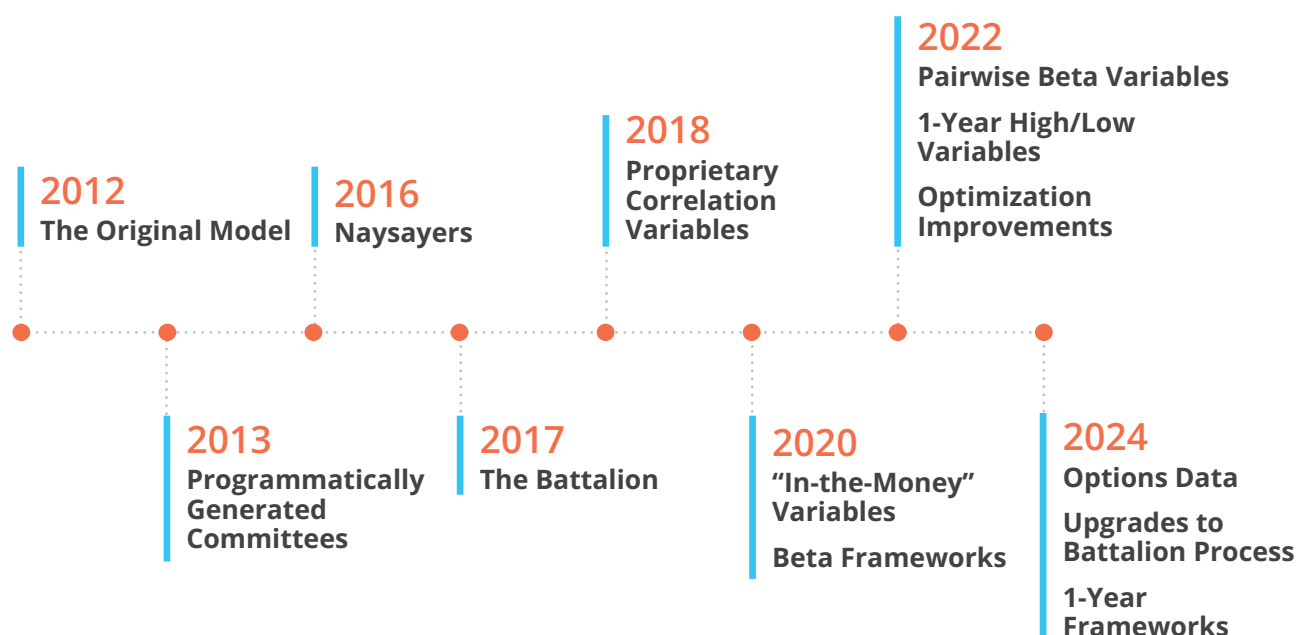 2012
The Original Model
2013
Programmatically
Generated
Committees
2016
Naysayers
2017
The Battalion
2018
Proprietary
Correlation
Variables
2020
“In-the-Money”
Variables
Beta Frameworks
2022
Pairwise Beta Variables
1-Year High/Low
Variables
Optimization
Improvements
2024
Options Data
Upgrades to
Battalion Process
1-Year
Frameworks